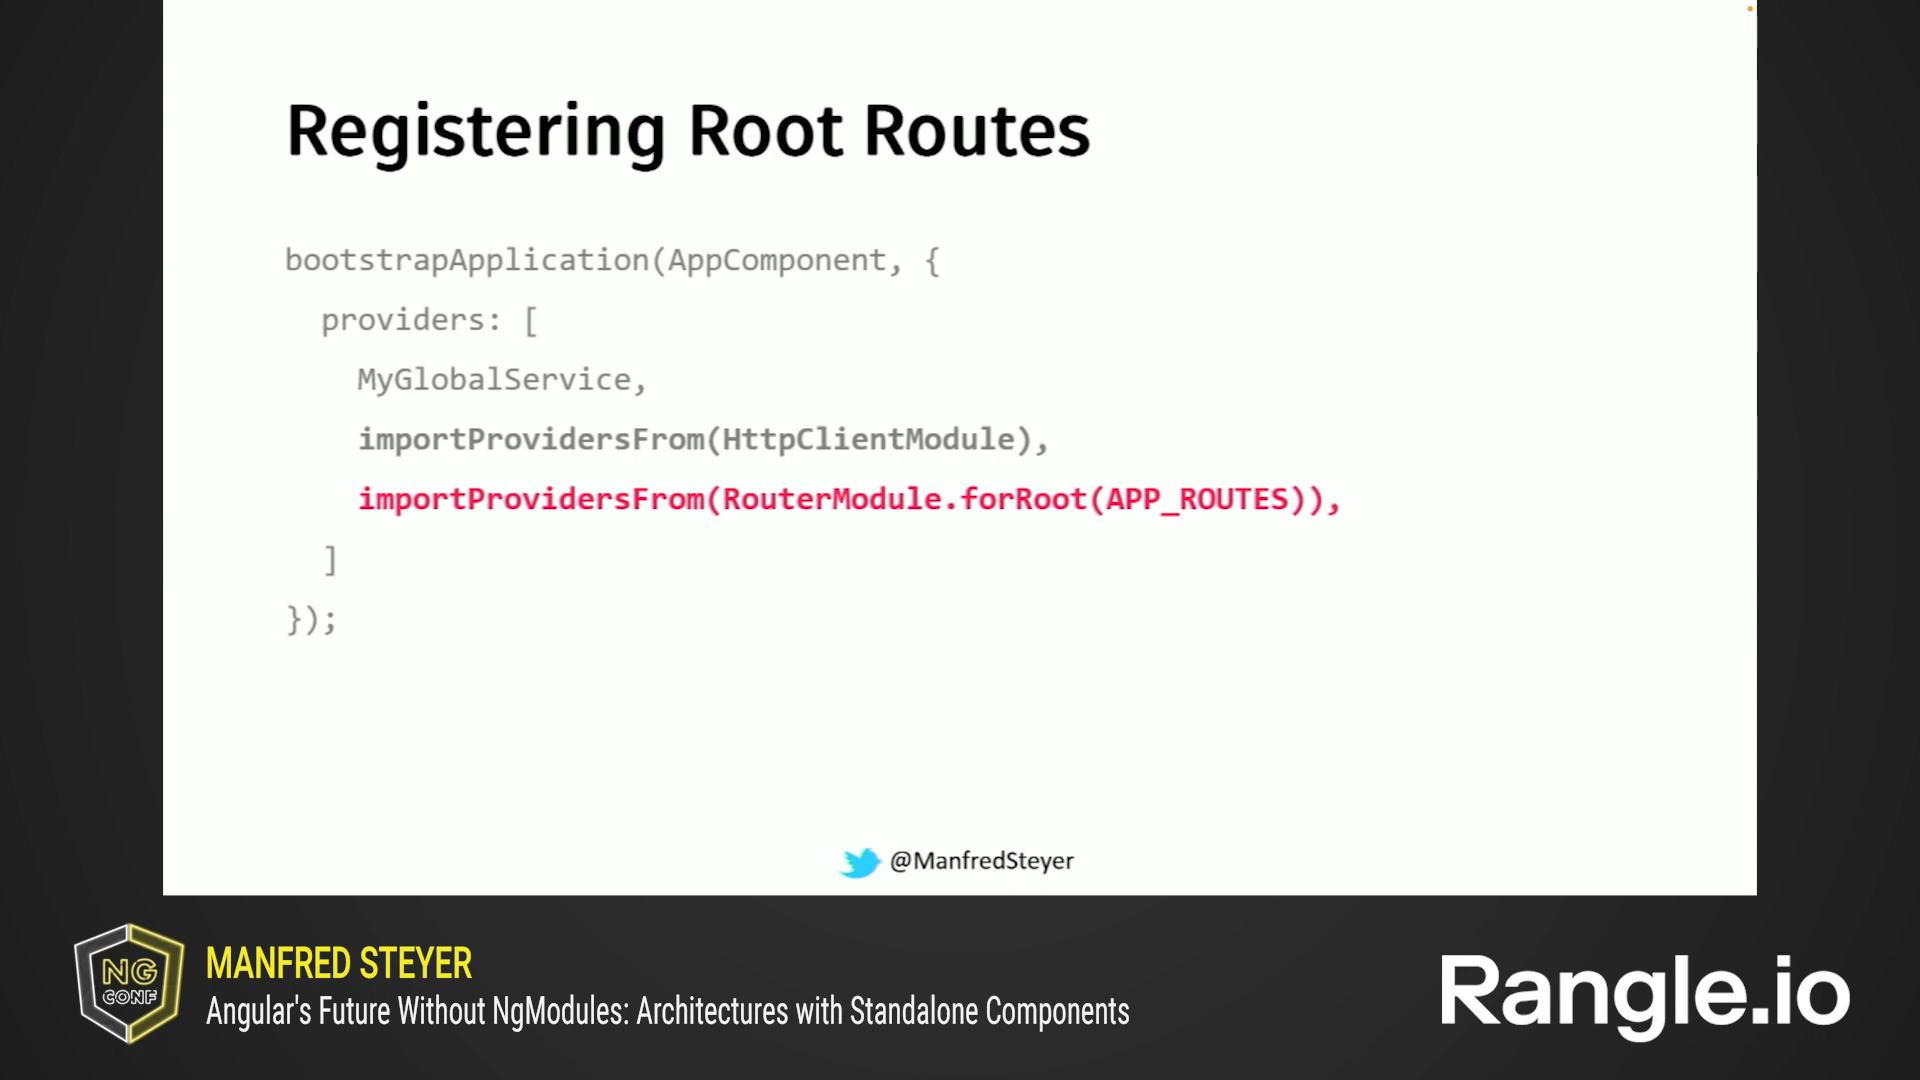 Registering Root Routes
bootstrapApplication(AppComponent, {
  providers: [
    MyGlobalService,
    importProvidersFrom(HttpClientModule),
    importProvidersFrom(RouterModule.forRoot(APP_ROUTES)),
  ]
});
@ManfredSteyer
NG
CONF
MANFRED STEYER
Angular's Future Without NgModules: Architectures with Standalone Components
Rangle.io